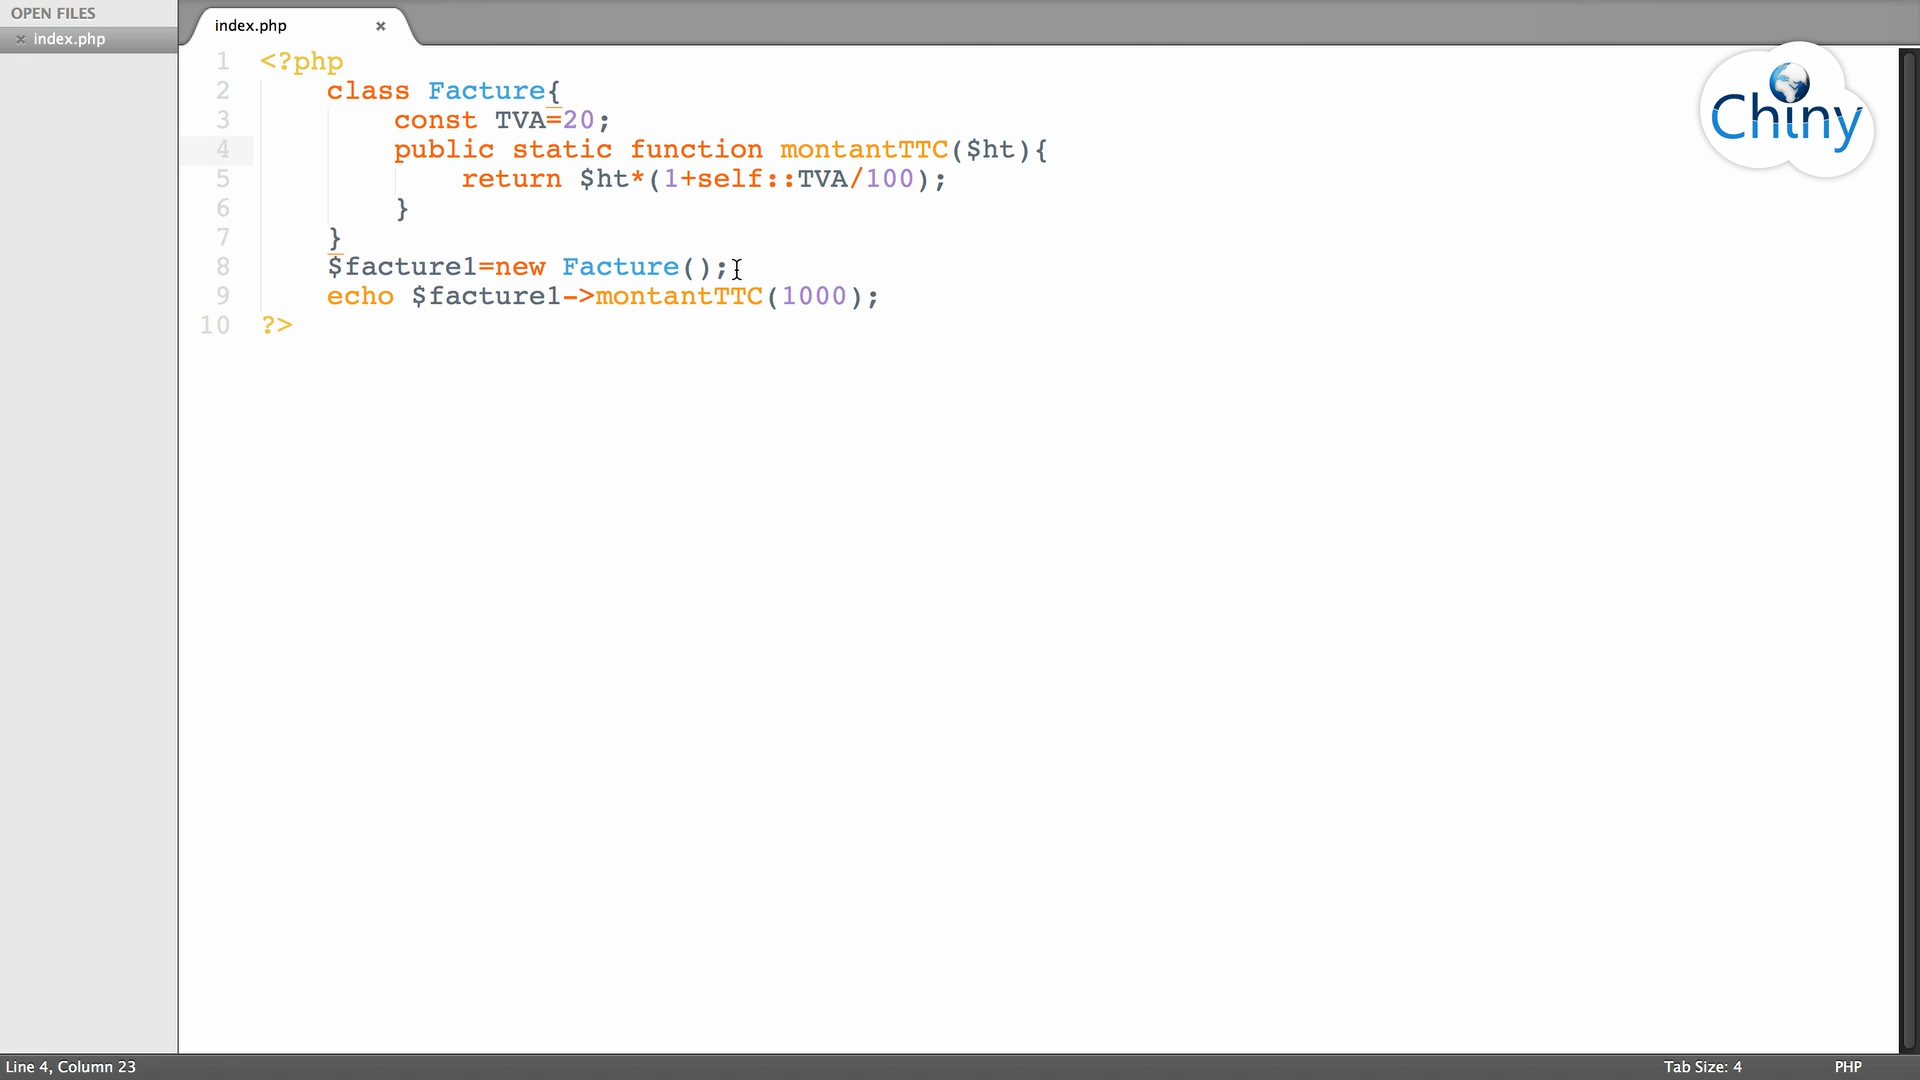 OPEN FILES
index.php
index.php
1 <?php
2 class Facture{
3 const TVA=20;
4 public static function montantTTC($ht){
5 return $ht*(1+self::TVA/100);
6 }
7 }
8 $facture1=new Facture();
9 echo $facture1->montantTTC(1000);
10 ?>
Chiny
Line 4, Column 23
Tab Size: 4
PHP